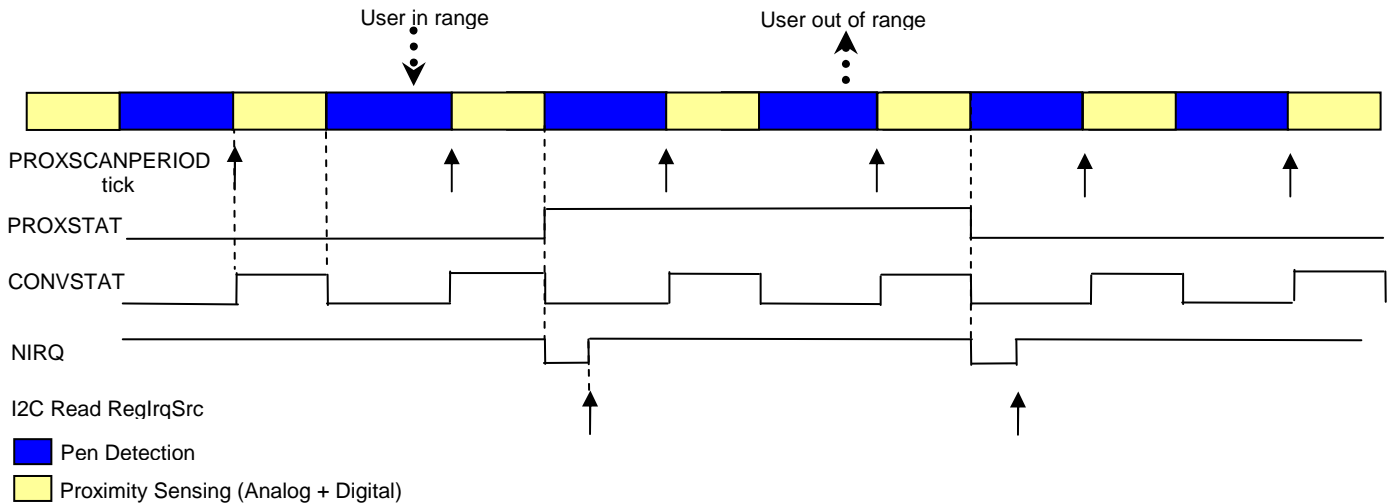 User in range
User out of range
PROXSCANPERIOD
tick
PROXSTAT
CONVSTAT
NIRQ
I2C Read RegIrqSrc
Pen Detection
Proximity Sensing (Analog + Digital)